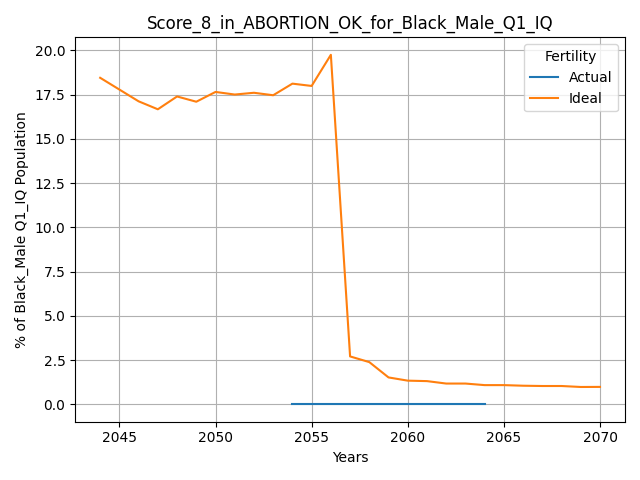 Score_8_in_ABORTION_OK_for_Black_Male_Q1_IQ
% of Black_Male Q1_IQ Population
20.0
17.5
15.0
12.5
10.0
7.5
5.0
2.5
0.0
Fertility
Actual
Ideal
2045 2050 2055 2060 2065 2070
Years